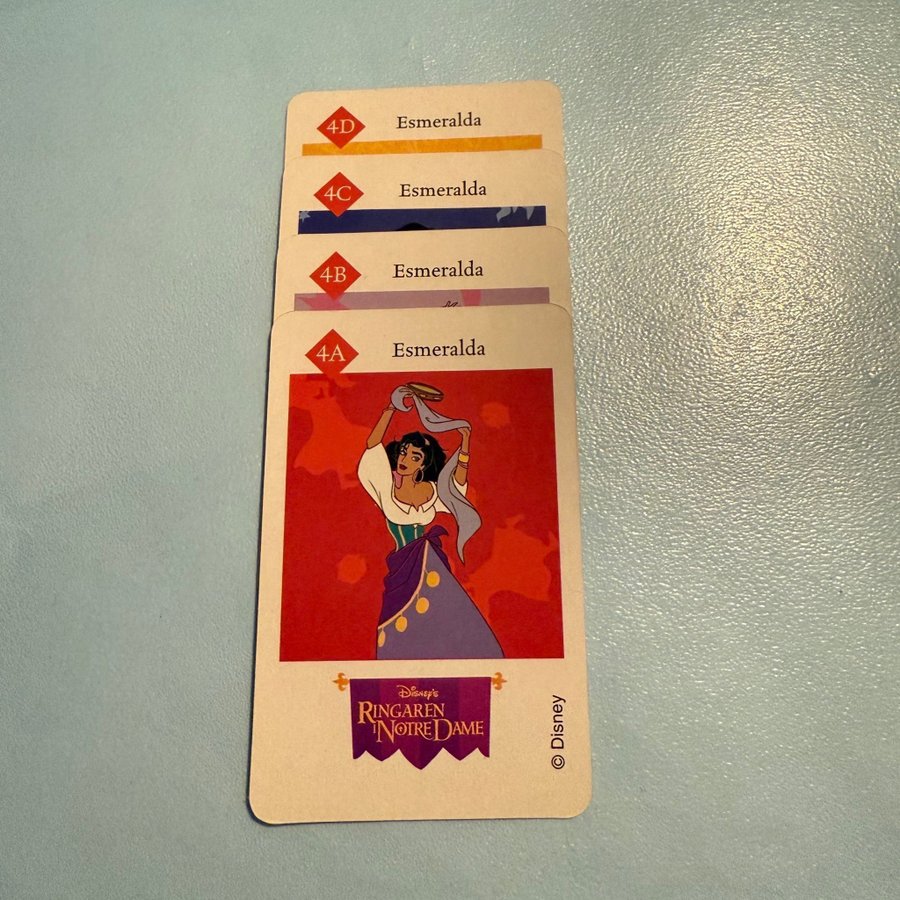 4D Esmeralda
4C Esmeralda
4B Esmeralda
4A Esmeralda
Disney's
RINGAREN
I NOTRE DAME
© Disney